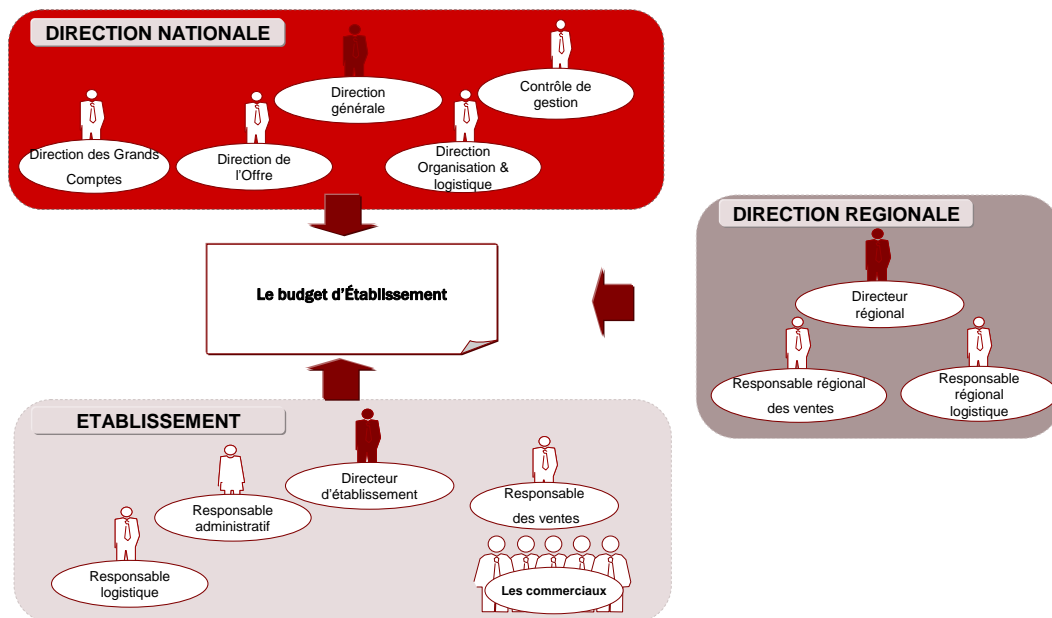 DIRECTION NATIONALE
Direction
générale
Contrôle de
gestion
Direction des Grands
Comptes
Direction de
l'Offre
Direction
Organisation &
logistique
Le budget d'Établissement
DIRECTION REGIONALE
Directeur
régional
Responsable régional
des ventes
Responsable
régional
logistique
ETABLISSEMENT
Directeur
d'établissement
Responsable
administratif
Responsable
des ventes
Responsable
logistique
Les commerciaux